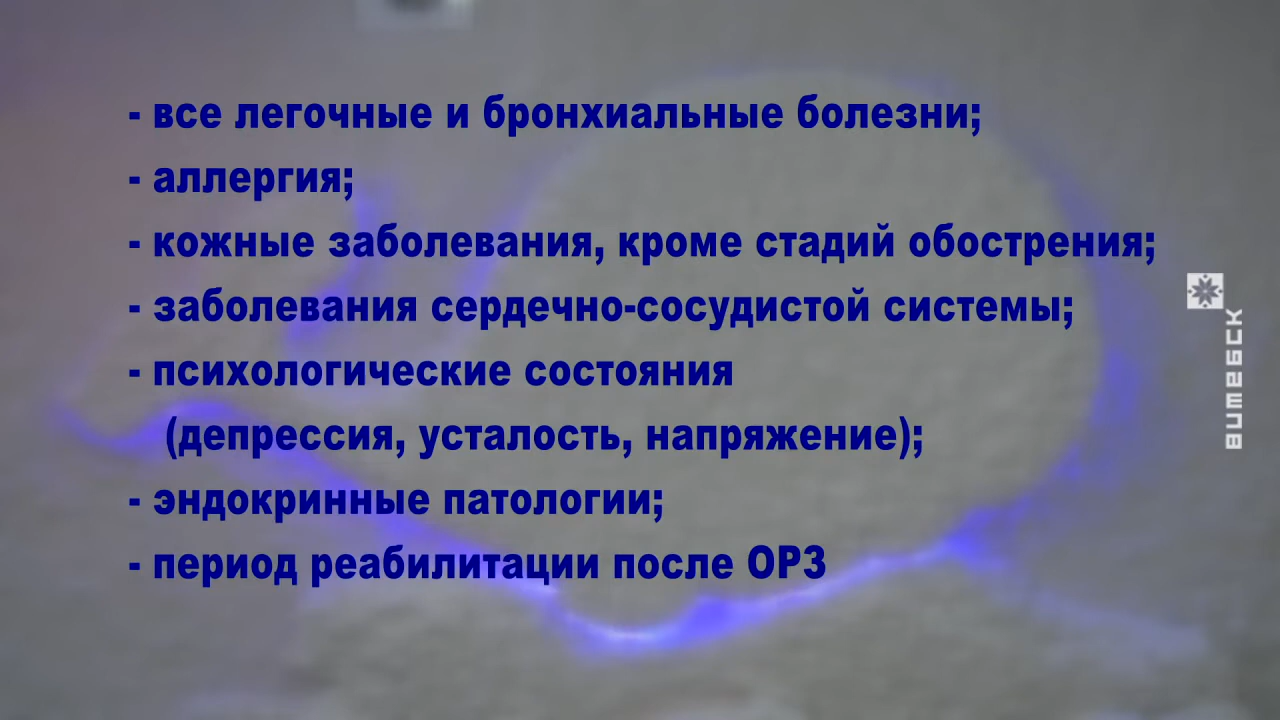 - все легочные и бронхиальные болезни;
- аллергия;
- кожные заболевания, кроме стадий обострения;
- заболевания сердечно-сосудистой системы;
- психологические состояния
(депрессия, усталость, напряжение);
- эндокринные патологии;
- период реабилитации после ОРЗ
витебск